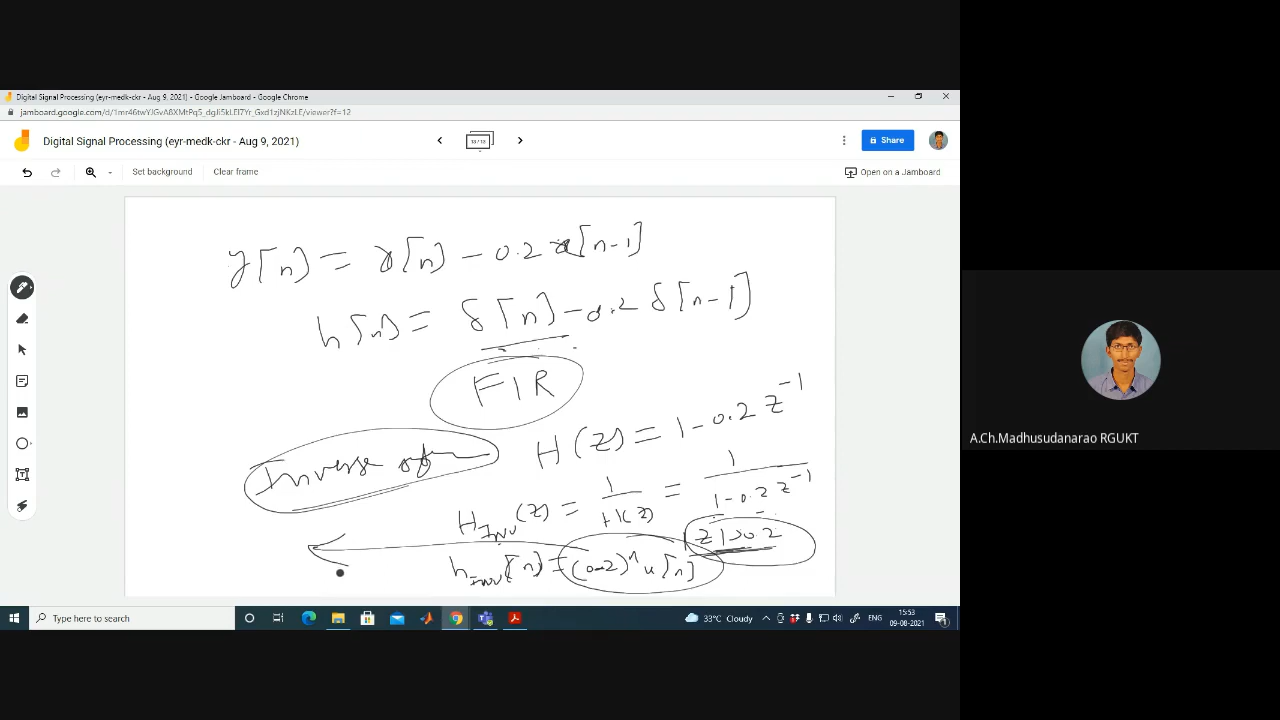 Digital Signal Processing (eyr-medk-ckr - Aug 9, 2021) - Google Jamboard - Google Chrome
Digital Signal Processing (eyr-medk-ckr - Aug 9, 2021)
13 / 13
Share
Set background
Clear frame
Open on a Jamboard
y[n] = x[n] - 0.2 x[n-1]
h[n] = δ[n] - 0.2 δ[n-1]
FIR
H(z) = 1 - 0.2 z^-1
Inverse of
H_INV(z) = 1/H(z) = 1/(1 - 0.2 z^-1)
|z| > 0.2
h_INV[n] = (0.2)^n u[n]
A.Ch.Madhusudanarao RGUKT
Type here to search
33°C Cloudy
ENG
15:53
09-08-2021